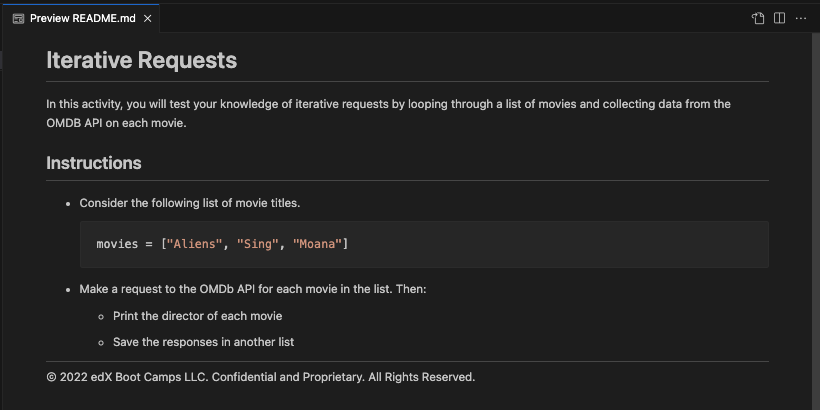 Preview README.md
Iterative Requests
In this activity, you will test your knowledge of iterative requests by looping through a list of movies and collecting data from the
OMDB API on each movie.
Instructions
• Consider the following list of movie titles.
movies = ["Aliens", "Sing", "Moana"]
• Make a request to the OMDb API for each movie in the list. Then:
◦ Print the director of each movie
◦ Save the responses in another list
© 2022 edX Boot Camps LLC. Confidential and Proprietary. All Rights Reserved.